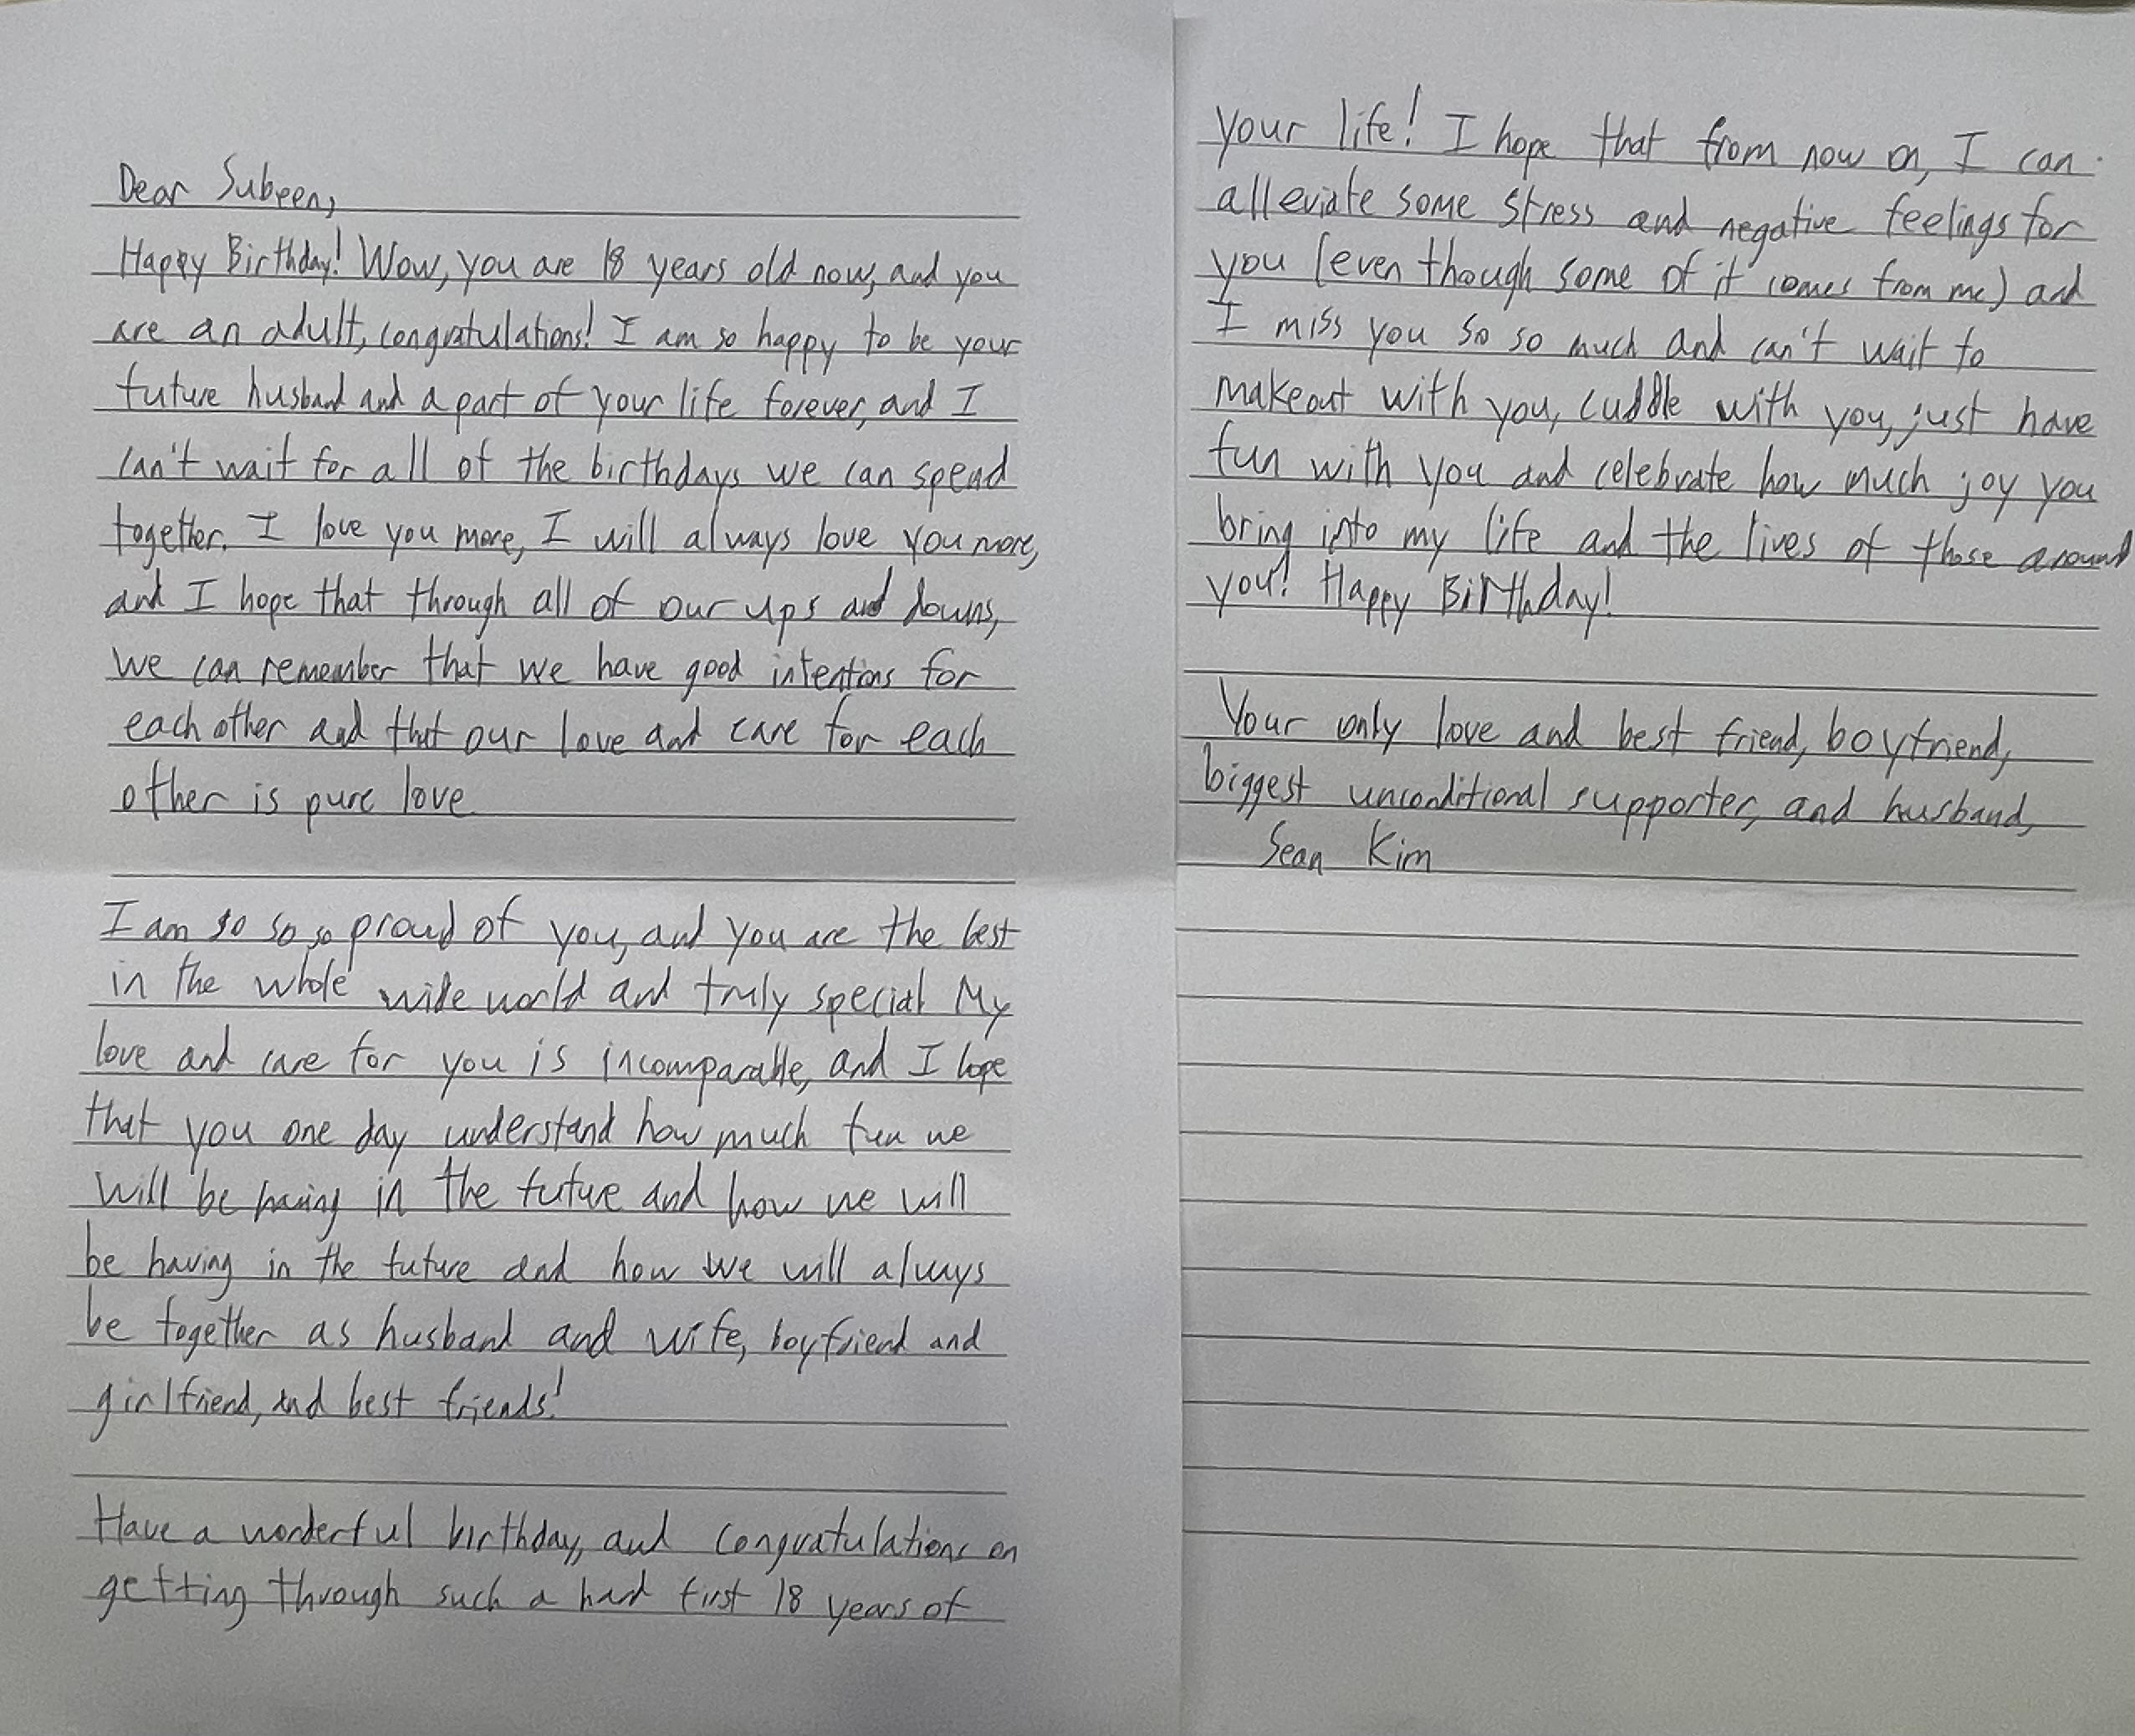 Dear Subeen,
Happy Birthday! Wow, you are 18 years old now, and you
are an adult, congratulations! I am so happy to be your
future husband and a part of your life forever, and I
can't wait for all of the birthdays we can spend
together. I love you more, I will always love you more,
and I hope that through all of our ups and downs,
we can remember that we have good intentions for
each other and that our love and care for each
other is pure love
I am so so so proud of you, and you are the best
in the whole wide world and truly special My
love and care for you is incomparable, and I hope
that you one day understand how much fun we
will be having in the future and how we will
be having in the future and how we will always
be together as husband and wife, boyfriend and
girlfriend, and best friends!
Have a wonderful birthday, and congratulations on
getting through such a hard first 18 years of
your life! I hope that from now on, I can
alleviate some stress and negative feelings for
you (even though some of it comes from me) and
I miss you so so much and can't wait to
makeout with you, cuddle with you, just have
fun with you and celebrate how much joy you
bring into my life and the lives of those around
you! Happy Birthday!
Your only love and best friend, boyfriend,
biggest unconditional supporter, and husband,
Sean Kim